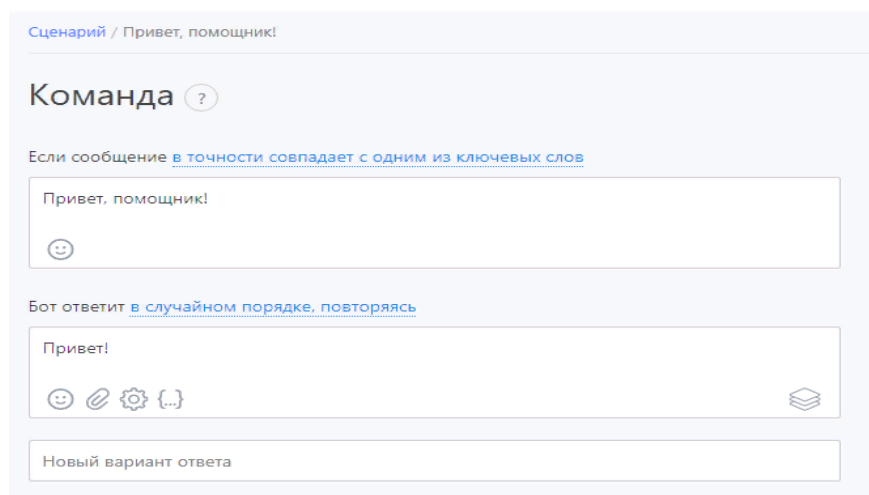 Сценарий / Привет, помощник!
Команда ?
Если сообщение в точности совпадает с одним из ключевых слов
Привет, помощник!
Бот ответит в случайном порядке, повторяясь
Привет!
{...}
Новый вариант ответа